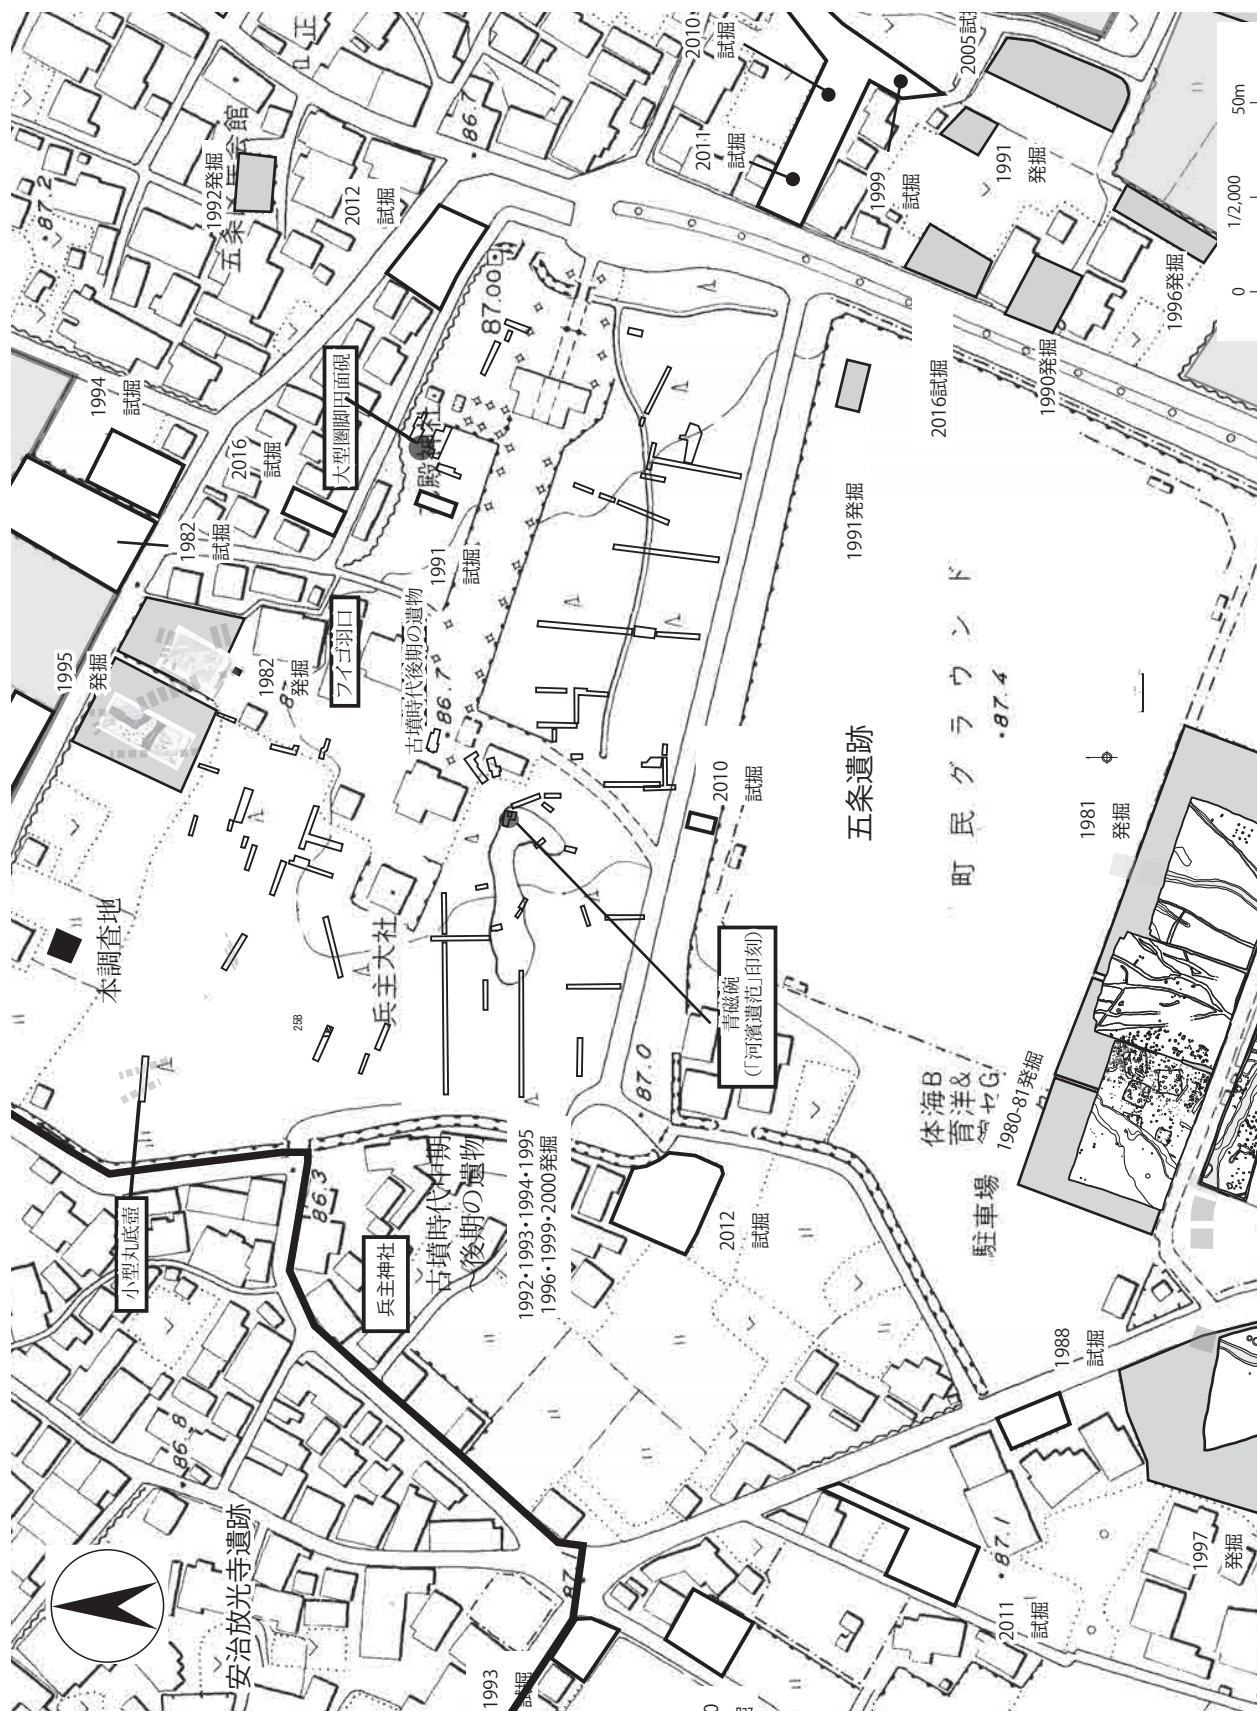 安治放光寺遺跡
1993
試掘
86.8
小型丸底壺
86.3
兵主神社
古墳時代中期
～後期の遺物
1992・1993・1994・1995
1996・1999・2000発掘
2012
試掘
87.1
2011
試掘
1997
発掘
1988
試掘
駐車場
1980-81発掘
1981
発掘
本調査地
25B
兵主大社
青磁碗
(「河濱遺范」印刻)
87.0
2010
試掘
五条遺跡
町民グラウンド
87.4
1995
発掘
1982
発掘
フイゴ羽口
古墳時代後期の遺物
86.7
1991
試掘
1982
試掘
2016
試掘
1994
試掘
大型圏脚円面硯
87.00
1991発掘
2016試掘
1990発掘
1996発掘
1991
発掘
1999
試掘
2011
試掘
2010
試掘
2005試
2012
試掘
1992発掘
87.2
0
1/2,000
50m